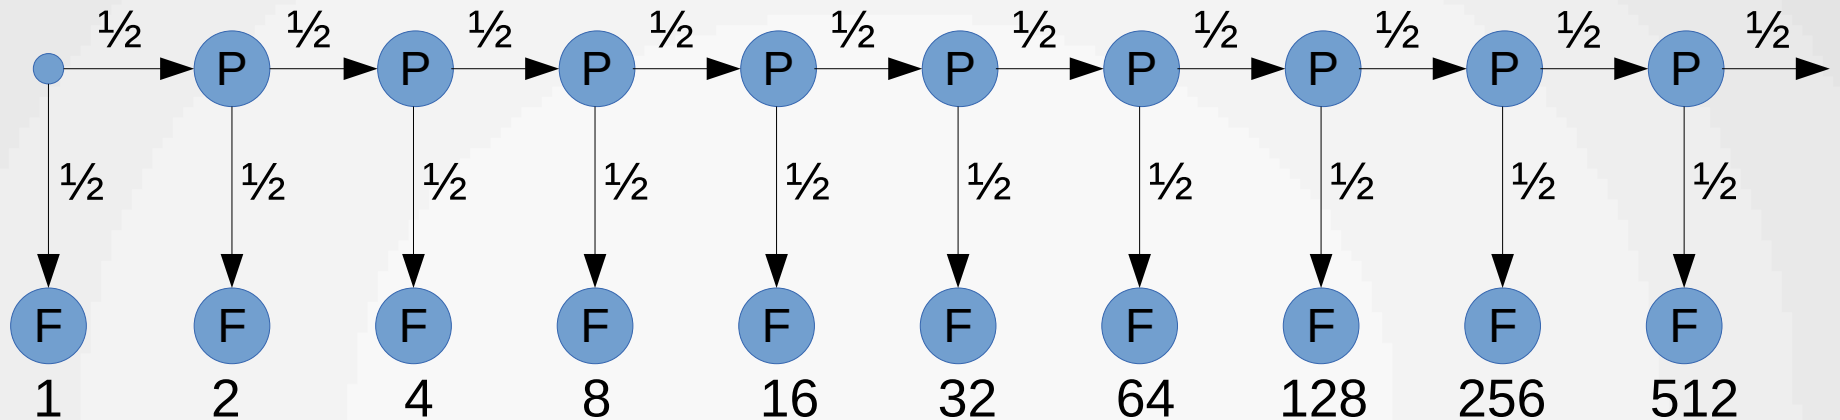 ½ ½ ½ ½ ½ ½ ½ ½ ½ ½
P P P P P P P P P
½ ½ ½ ½ ½ ½ ½ ½ ½ ½
F F F F F F F F F F
1 2 4 8 16 32 64 128 256 512